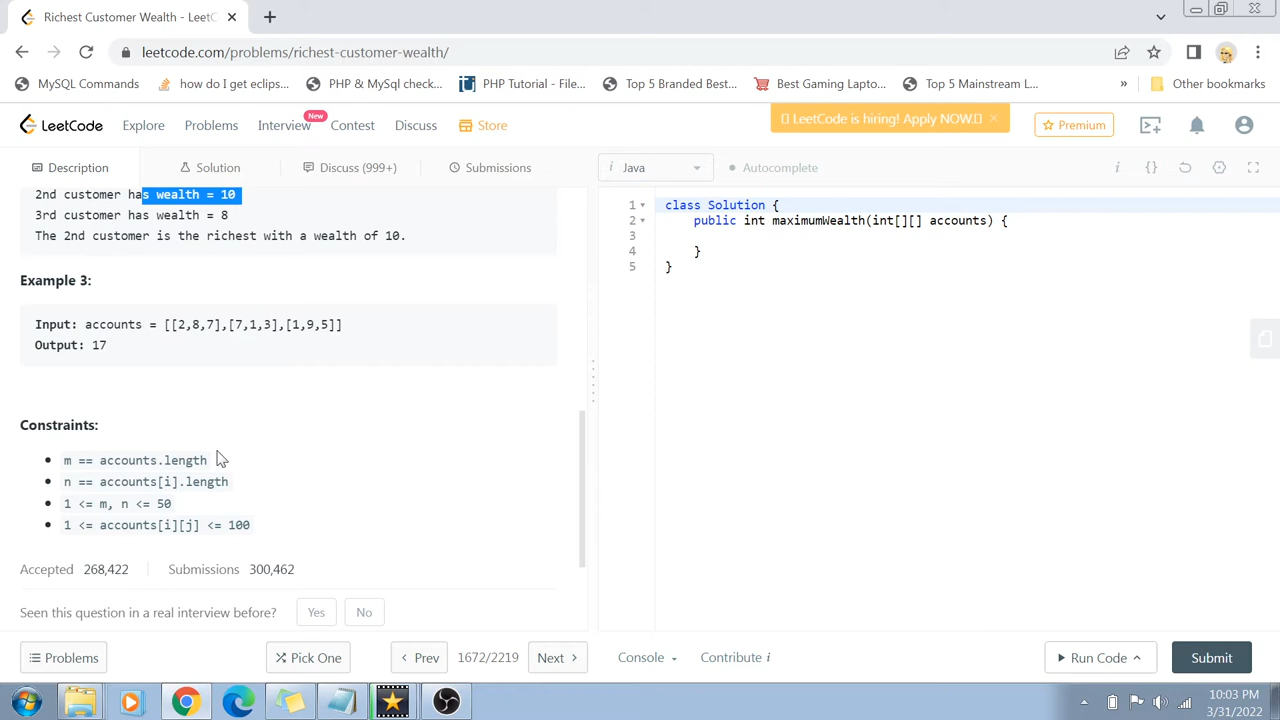 Richest Customer Wealth - LeetC
leetcode.com/problems/richest-customer-wealth/
MySQL Commands
how do I get eclips...
PHP & MySql check...
PHP Tutorial - File...
Top 5 Branded Best...
Best Gaming Lapto...
Top 5 Mainstream L...
»
Other bookmarks
LeetCode
Explore
Problems
Interview
New
Contest
Discuss
Store
LeetCode is hiring! Apply NOW.
Premium
Description
Solution
Discuss (999+)
Submissions
i Java
Autocomplete
2nd customer has wealth = 10
3rd customer has wealth = 8
The 2nd customer is the richest with a wealth of 10.
Example 3:
Input: accounts = [[2,8,7],[7,1,3],[1,9,5]]
Output: 17
Constraints:
m == accounts.length
n == accounts[i].length
1 <= m, n <= 50
1 <= accounts[i][j] <= 100
Accepted 268,422
Submissions 300,462
Seen this question in a real interview before?
Yes
No
1 class Solution {
2 public int maximumWealth(int[][] accounts) {
3
4 }
5 }
Problems
Pick One
Prev
1672/2219
Next
Console
Contribute i
Run Code
Submit
10:03 PM
3/31/2022